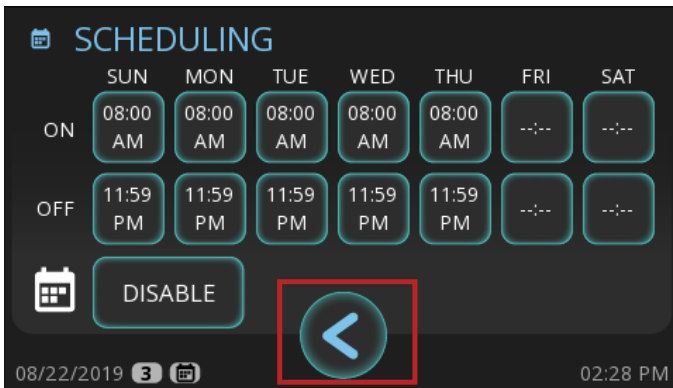 SCHEDULING
SUN MON TUE WED THU FRI SAT
ON 08:00 AM 08:00 AM 08:00 AM 08:00 AM 08:00 AM --:-- --:--
OFF 11:59 PM 11:59 PM 11:59 PM 11:59 PM 11:59 PM --:-- --:--
DISABLE
<
08/22/2019 3 02:28 PM